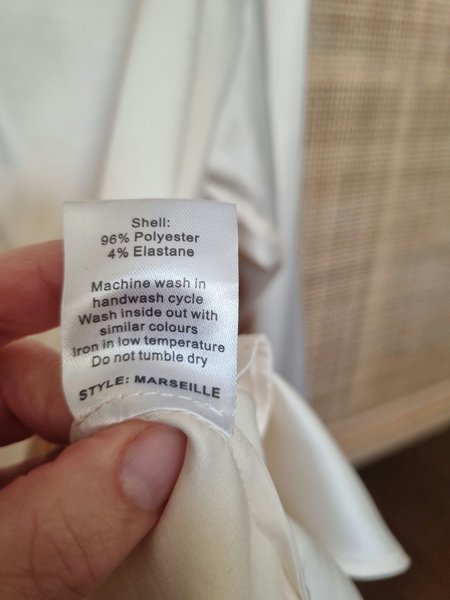 Shell:
96% Polyester
4% Elastane
Machine wash in
handwash cycle
Wash inside out with
similar colours
Iron in low temperature
Do not tumble dry
STYLE: MARSEILLE